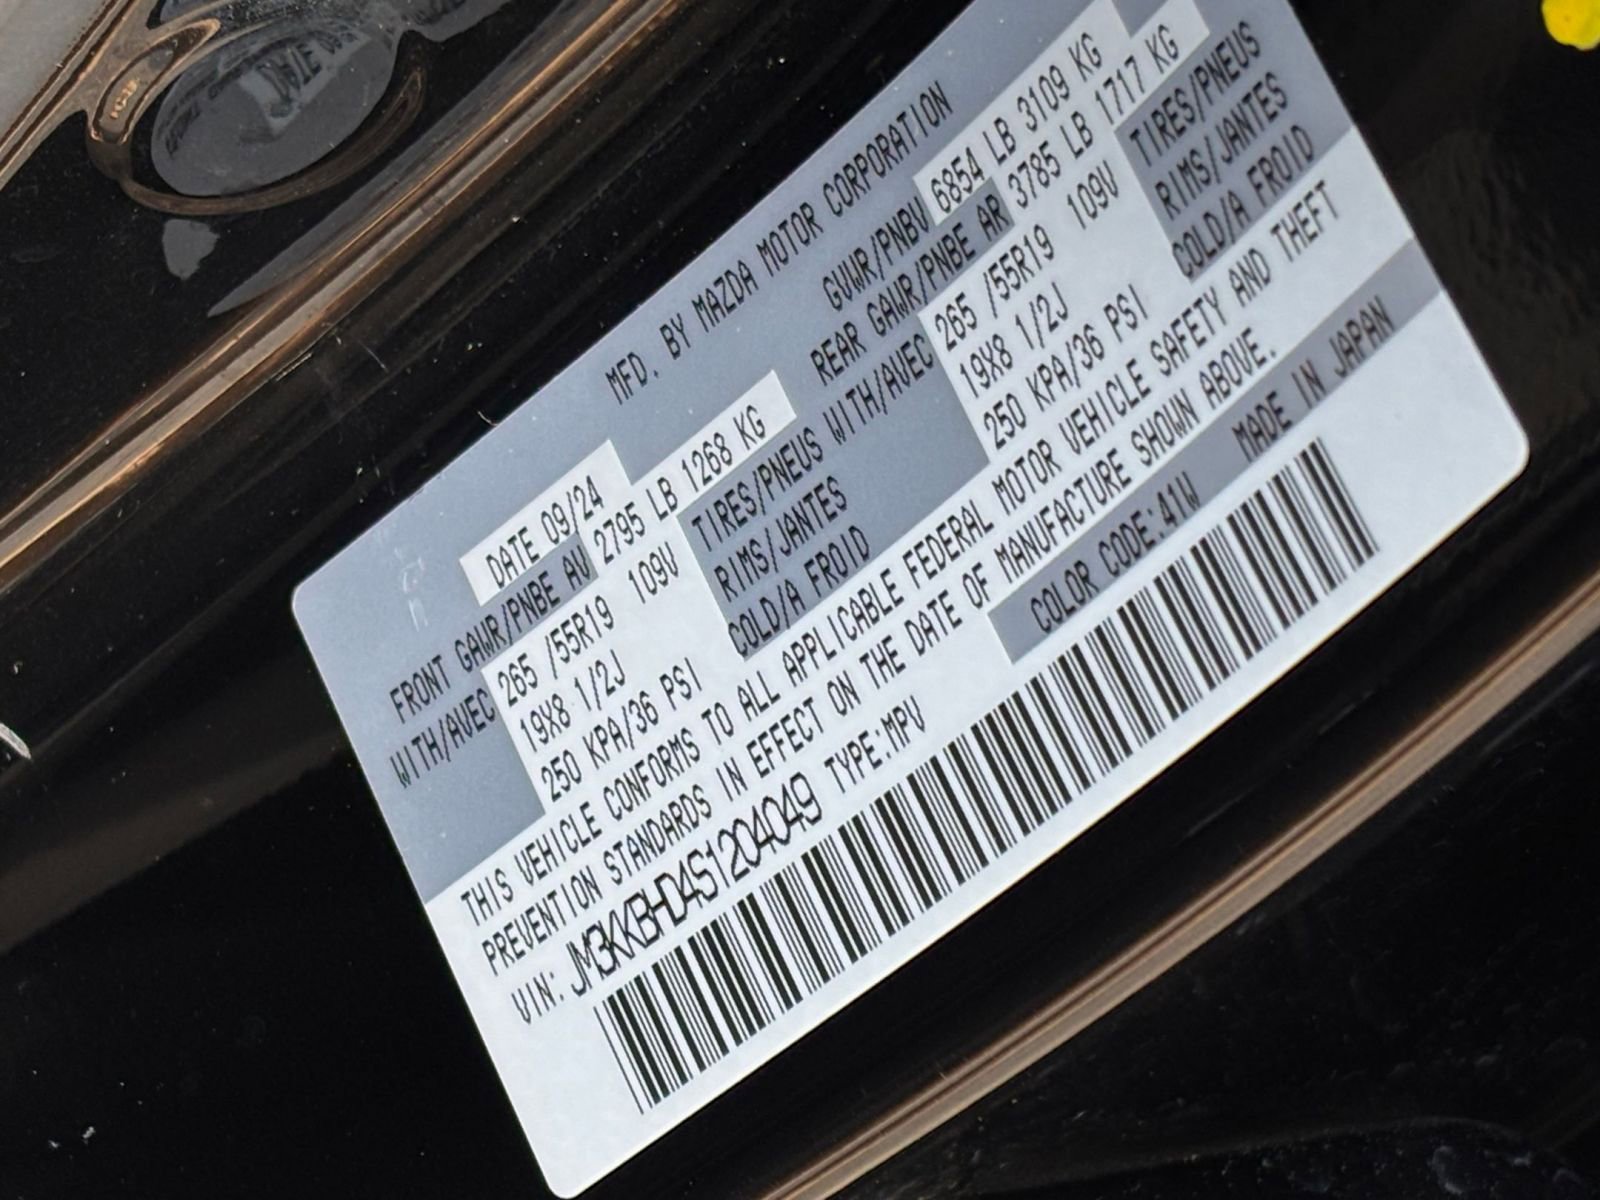 MFD. BY MAZDA MOTOR CORPORATION
DATE 09/24 GVWR/PNBV 6854 LB 3109 KG
FRONT GAWR/PNBE AV 2795 LB 1268 KG REAR GAWR/PNBE AR 3785 LB 1717 KG
WITH/AVEC 265 /55R19 109V TIRES/PNEUS WITH/AVEC 265 /55R19 109V TIRES/PNEUS
19X8 1/2J RIMS/JANTES 19X8 1/2J RIMS/JANTES
250 KPA/36 PSI COLD/A FROID 250 KPA/36 PSI COLD/A FROID
THIS VEHICLE CONFORMS TO ALL APPLICABLE FEDERAL MOTOR VEHICLE SAFETY AND THEFT
PREVENTION STANDARDS IN EFFECT ON THE DATE OF MANUFACTURE SHOWN ABOVE.
VIN: JM3KKBHD4S1204049 TYPE:MPV COLOR CODE:41W MADE IN JAPAN